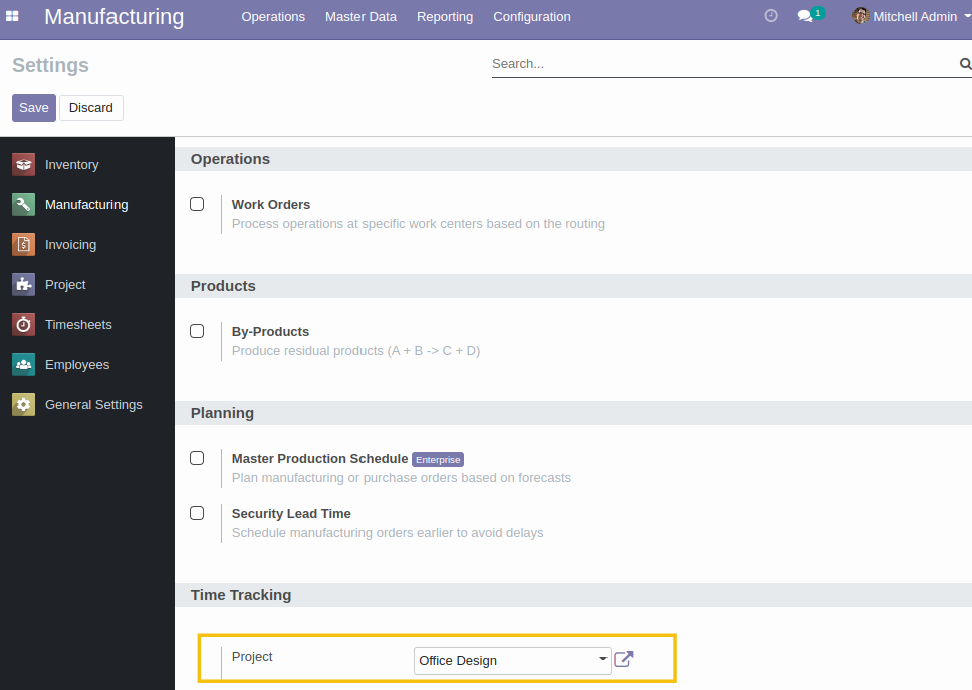 Manufacturing Operations Master Data Reporting Configuration 1 Mitchell Admin
Settings
Search...
Save Discard
Inventory
Manufacturing
Invoicing
Project
Timesheets
Employees
General Settings
Operations
Work Orders
Process operations at specific work centers based on the routing
Products
By-Products
Produce residual products (A + B -> C + D)
Planning
Master Production Schedule Enterprise
Plan manufacturing or purchase orders based on forecasts
Security Lead Time
Schedule manufacturing orders earlier to avoid delays
Time Tracking
Project Office Design